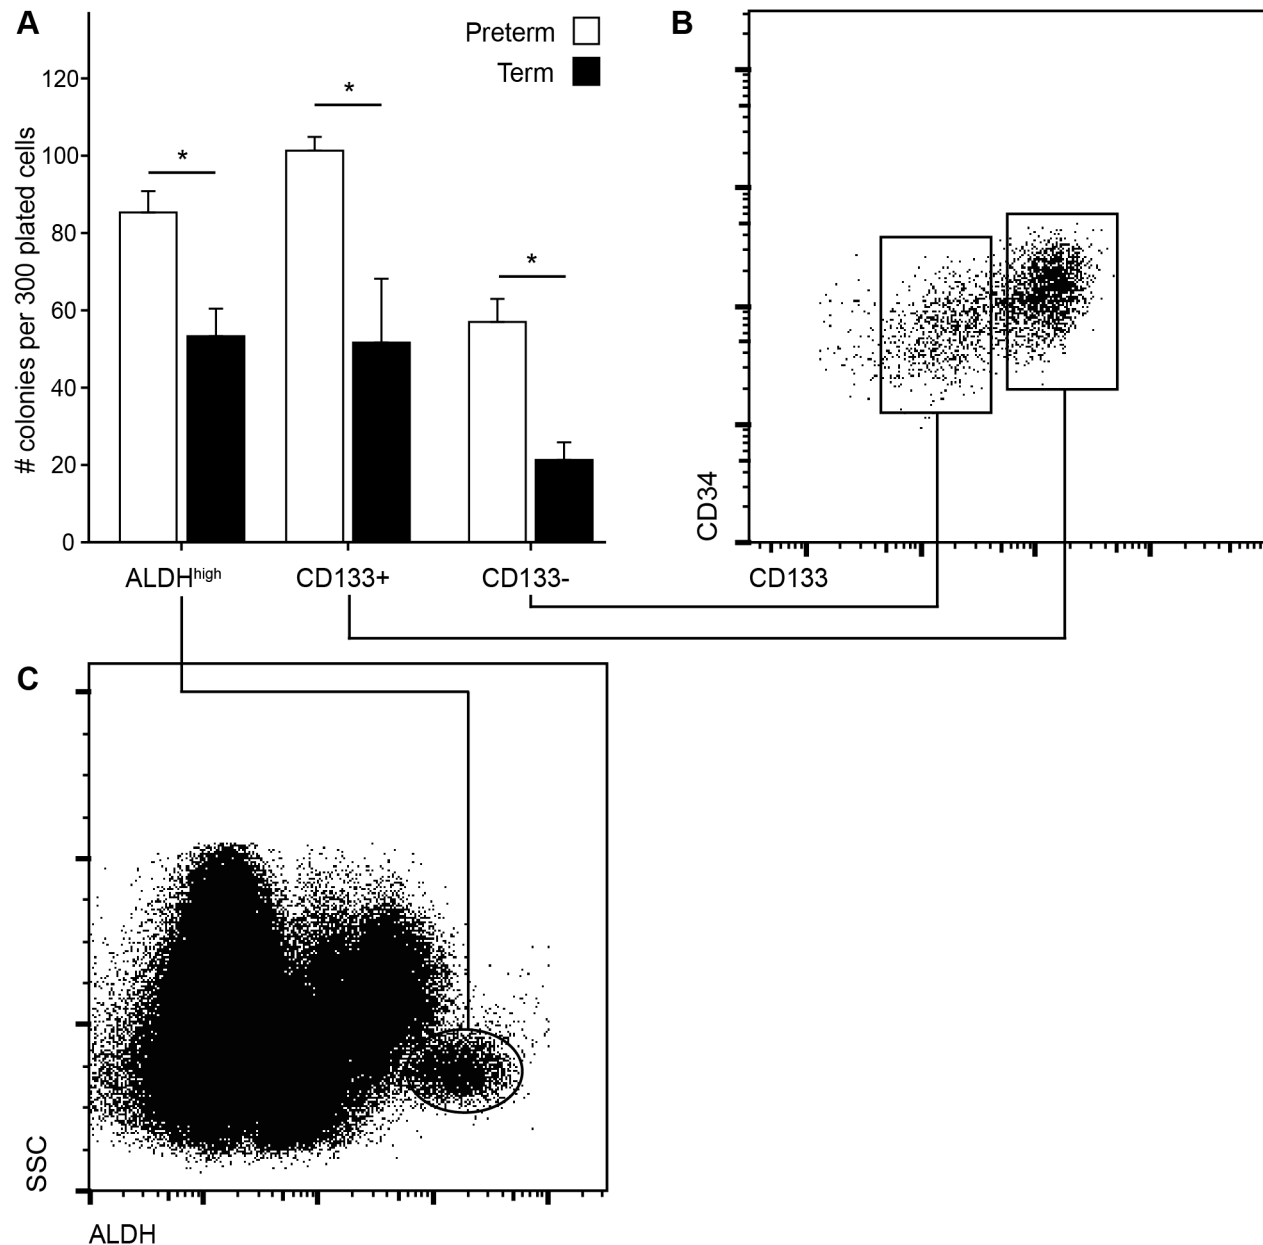 A
Preterm
Term
# colonies per 300 plated cells
120
100
80
60
40
20
0
*
*
*
ALDHhigh
CD133+
CD133-
B
CD34
CD133
C
SSC
ALDH